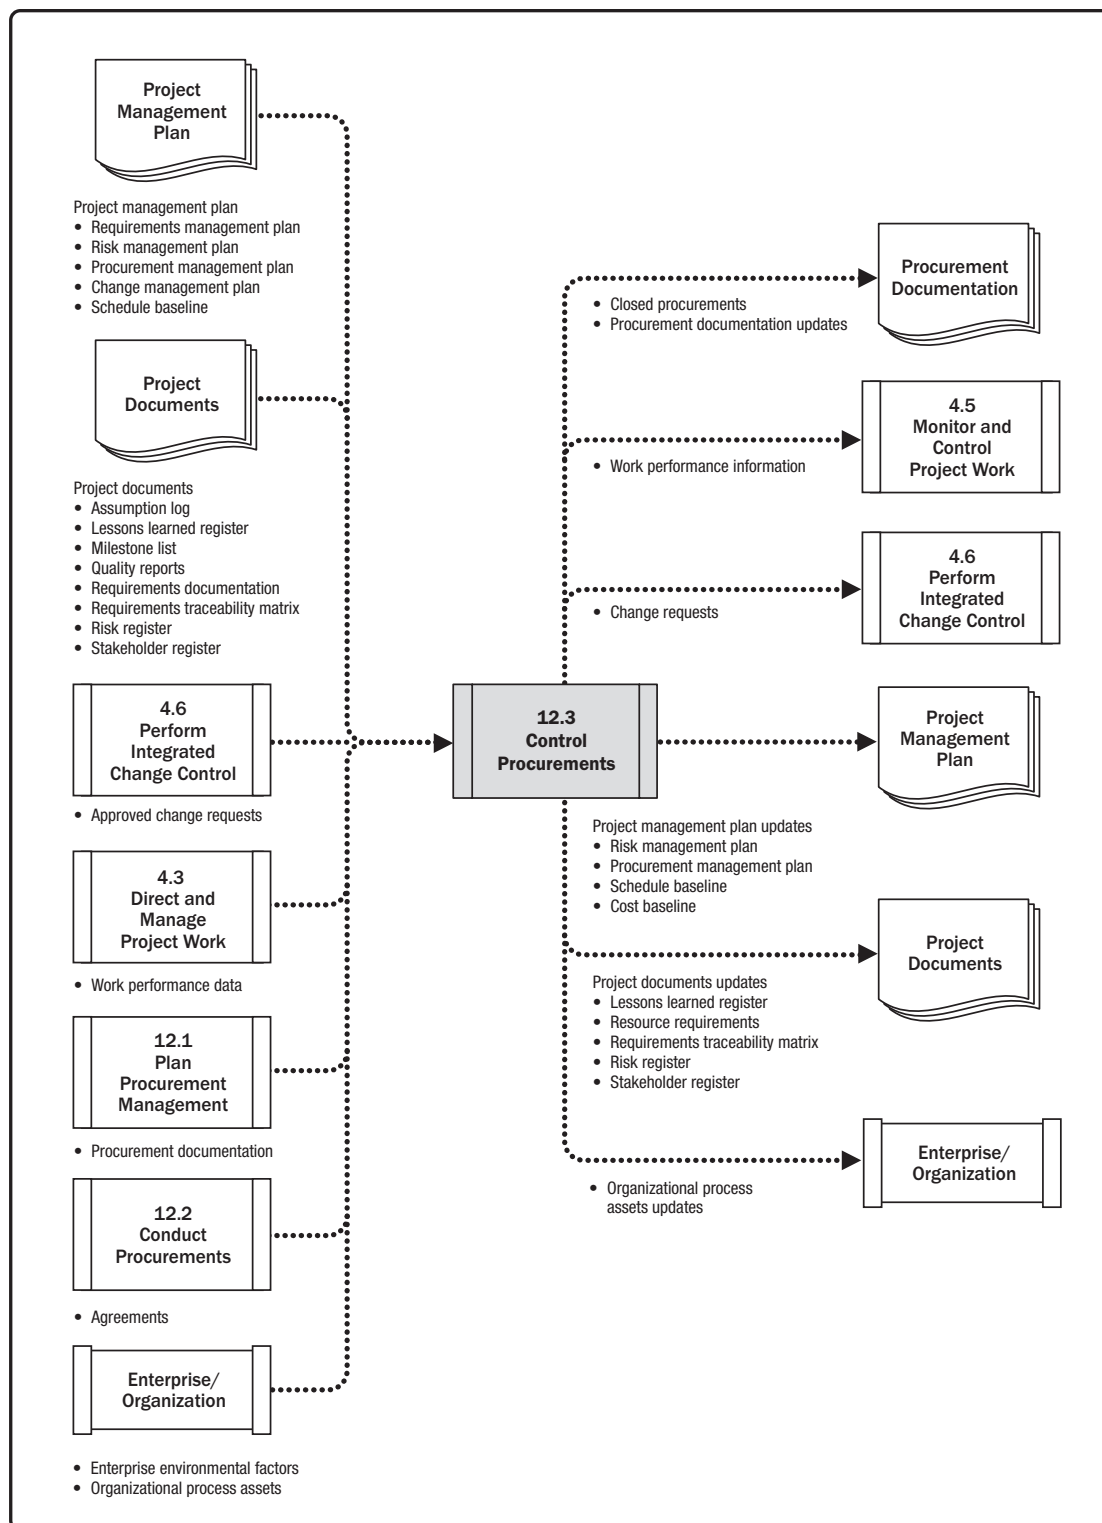 Project
Management
Plan
Project management plan
• Requirements management plan
• Risk management plan
• Procurement management plan
• Change management plan
• Schedule baseline
Project
Documents
Project documents
• Assumption log
• Lessons learned register
• Milestone list
• Quality reports
• Requirements documentation
• Requirements traceability matrix
• Risk register
• Stakeholder register
4.6
Perform
Integrated
Change Control
• Approved change requests
4.3
Direct and
Manage
Project Work
• Work performance data
12.1
Plan
Procurement
Management
• Procurement documentation
12.2
Conduct
Procurements
• Agreements
Enterprise/
Organization
• Enterprise environmental factors
• Organizational process assets
12.3
Control
Procurements
• Closed procurements
• Procurement documentation updates
Procurement
Documentation
• Work performance information
4.5
Monitor and
Control
Project Work
• Change requests
4.6
Perform
Integrated
Change Control
Project
Management
Plan
Project management plan updates
• Risk management plan
• Procurement management plan
• Schedule baseline
• Cost baseline
Project
Documents
Project documents updates
• Lessons learned register
• Resource requirements
• Requirements traceability matrix
• Risk register
• Stakeholder register
Enterprise/
Organization
• Organizational process
assets updates